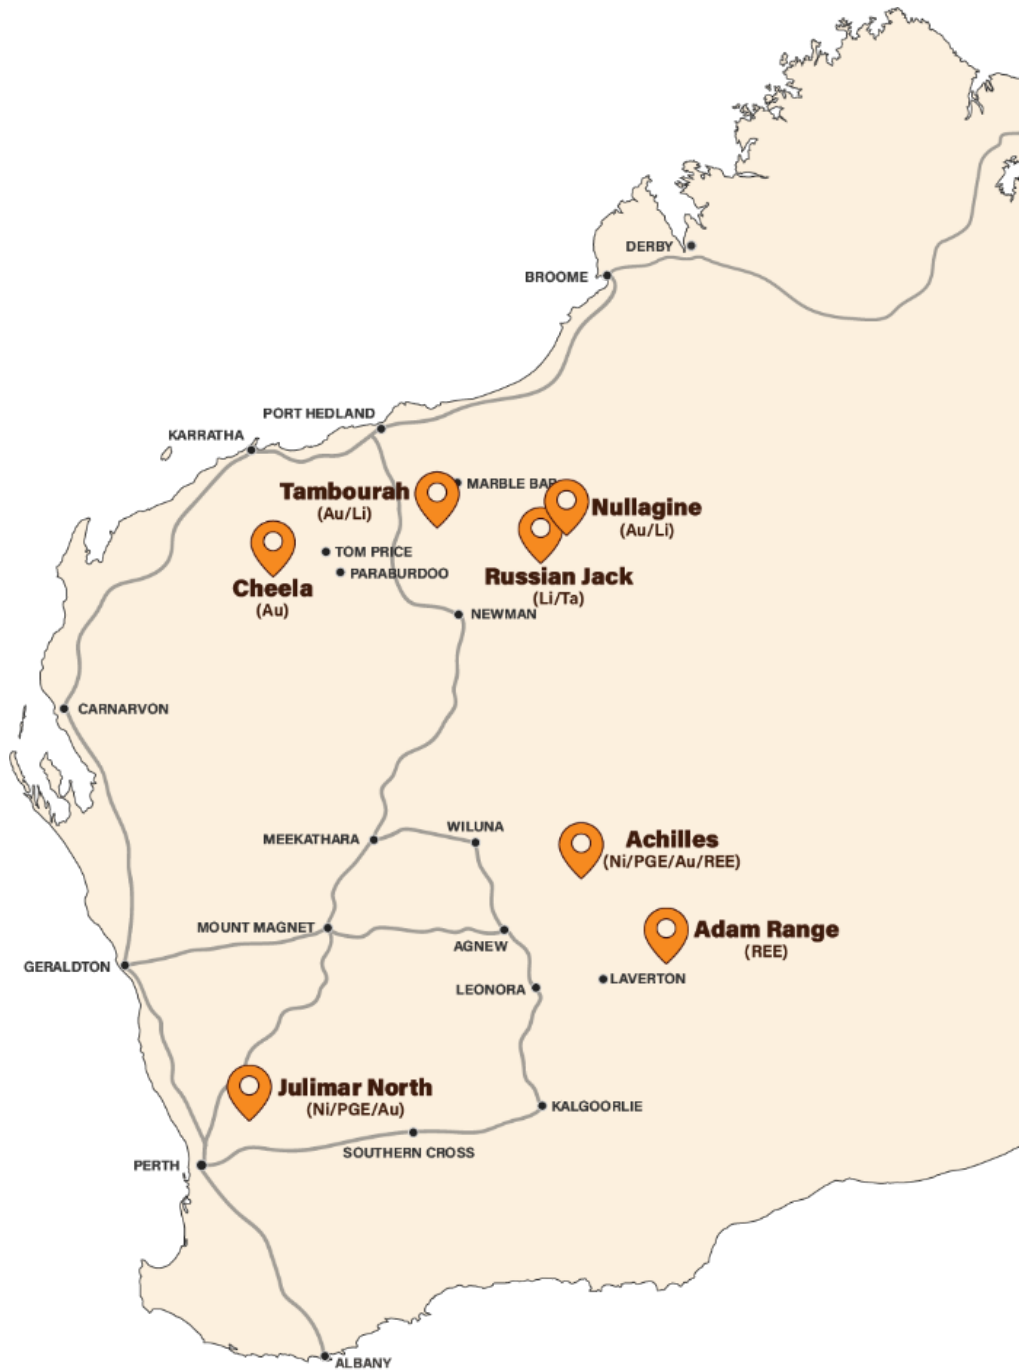 DERBY
BROOME
PORT HEDLAND
KARRATHA
MARBLE BAR
Tambourah
(Au/Li)
Nullagine
(Au/Li)
TOM PRICE
PARABURDOO
Cheela
(Au)
Russian Jack
(Li/Ta)
NEWMAN
CARNARVON
MEEKATHARA
WILUNA
Achilles
(Ni/PGE/Au/REE)
MOUNT MAGNET
AGNEW
Adam Range
(REE)
GERALDTON
LEONORA
LAVERTON
Julimar North
(Ni/PGE/Au)
KALGOORLIE
SOUTHERN CROSS
PERTH
ALBANY